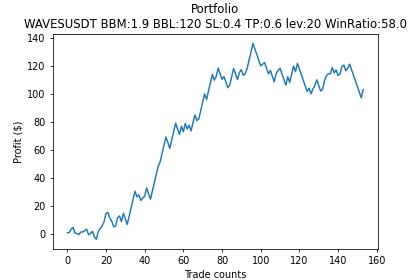 Portfolio
WAVESUSDT BBM:1.9 BBL:120 SL:0.4 TP:0.6 lev:20 WinRatio:58.0
140
120
100
80
60
40
20
0
Profit ($)
0 20 40 60 80 100 120 140 160
Trade counts